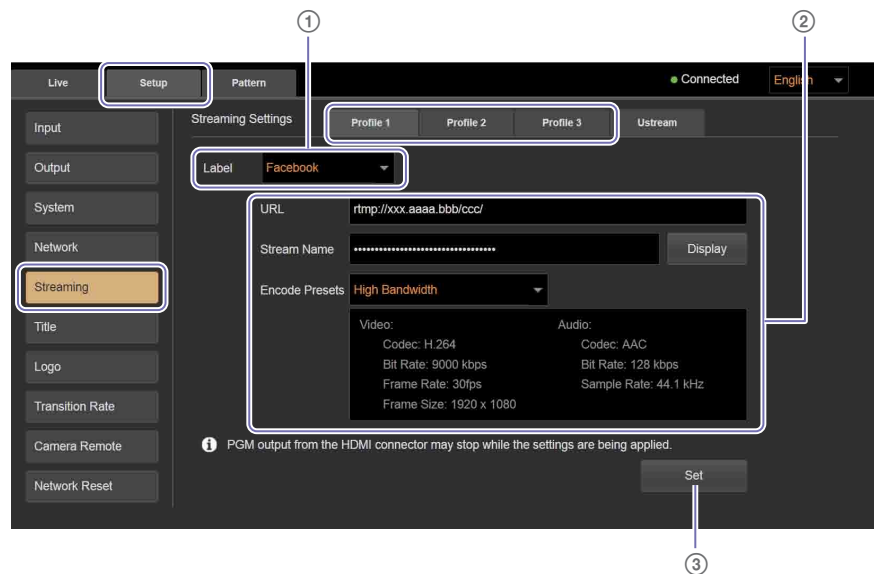 ① ②
Live Setup Pattern Connected English
Input
Output
System
Network
Streaming
Title
Logo
Transition Rate
Camera Remote
Network Reset
Streaming Settings Profile 1 Profile 2 Profile 3 Ustream
Label Facebook
URL rtmp://xxx.aaaa.bbb/ccc/
Stream Name •••••••••••••••••••••••••••••••••• Display
Encode Presets High Bandwidth
Video:
Codec: H.264
Bit Rate: 9000 kbps
Frame Rate: 30fps
Frame Size: 1920 x 1080
Audio:
Codec: AAC
Bit Rate: 128 kbps
Sample Rate: 44.1 kHz
PGM output from the HDMI connector may stop while the settings are being applied.
Set
③